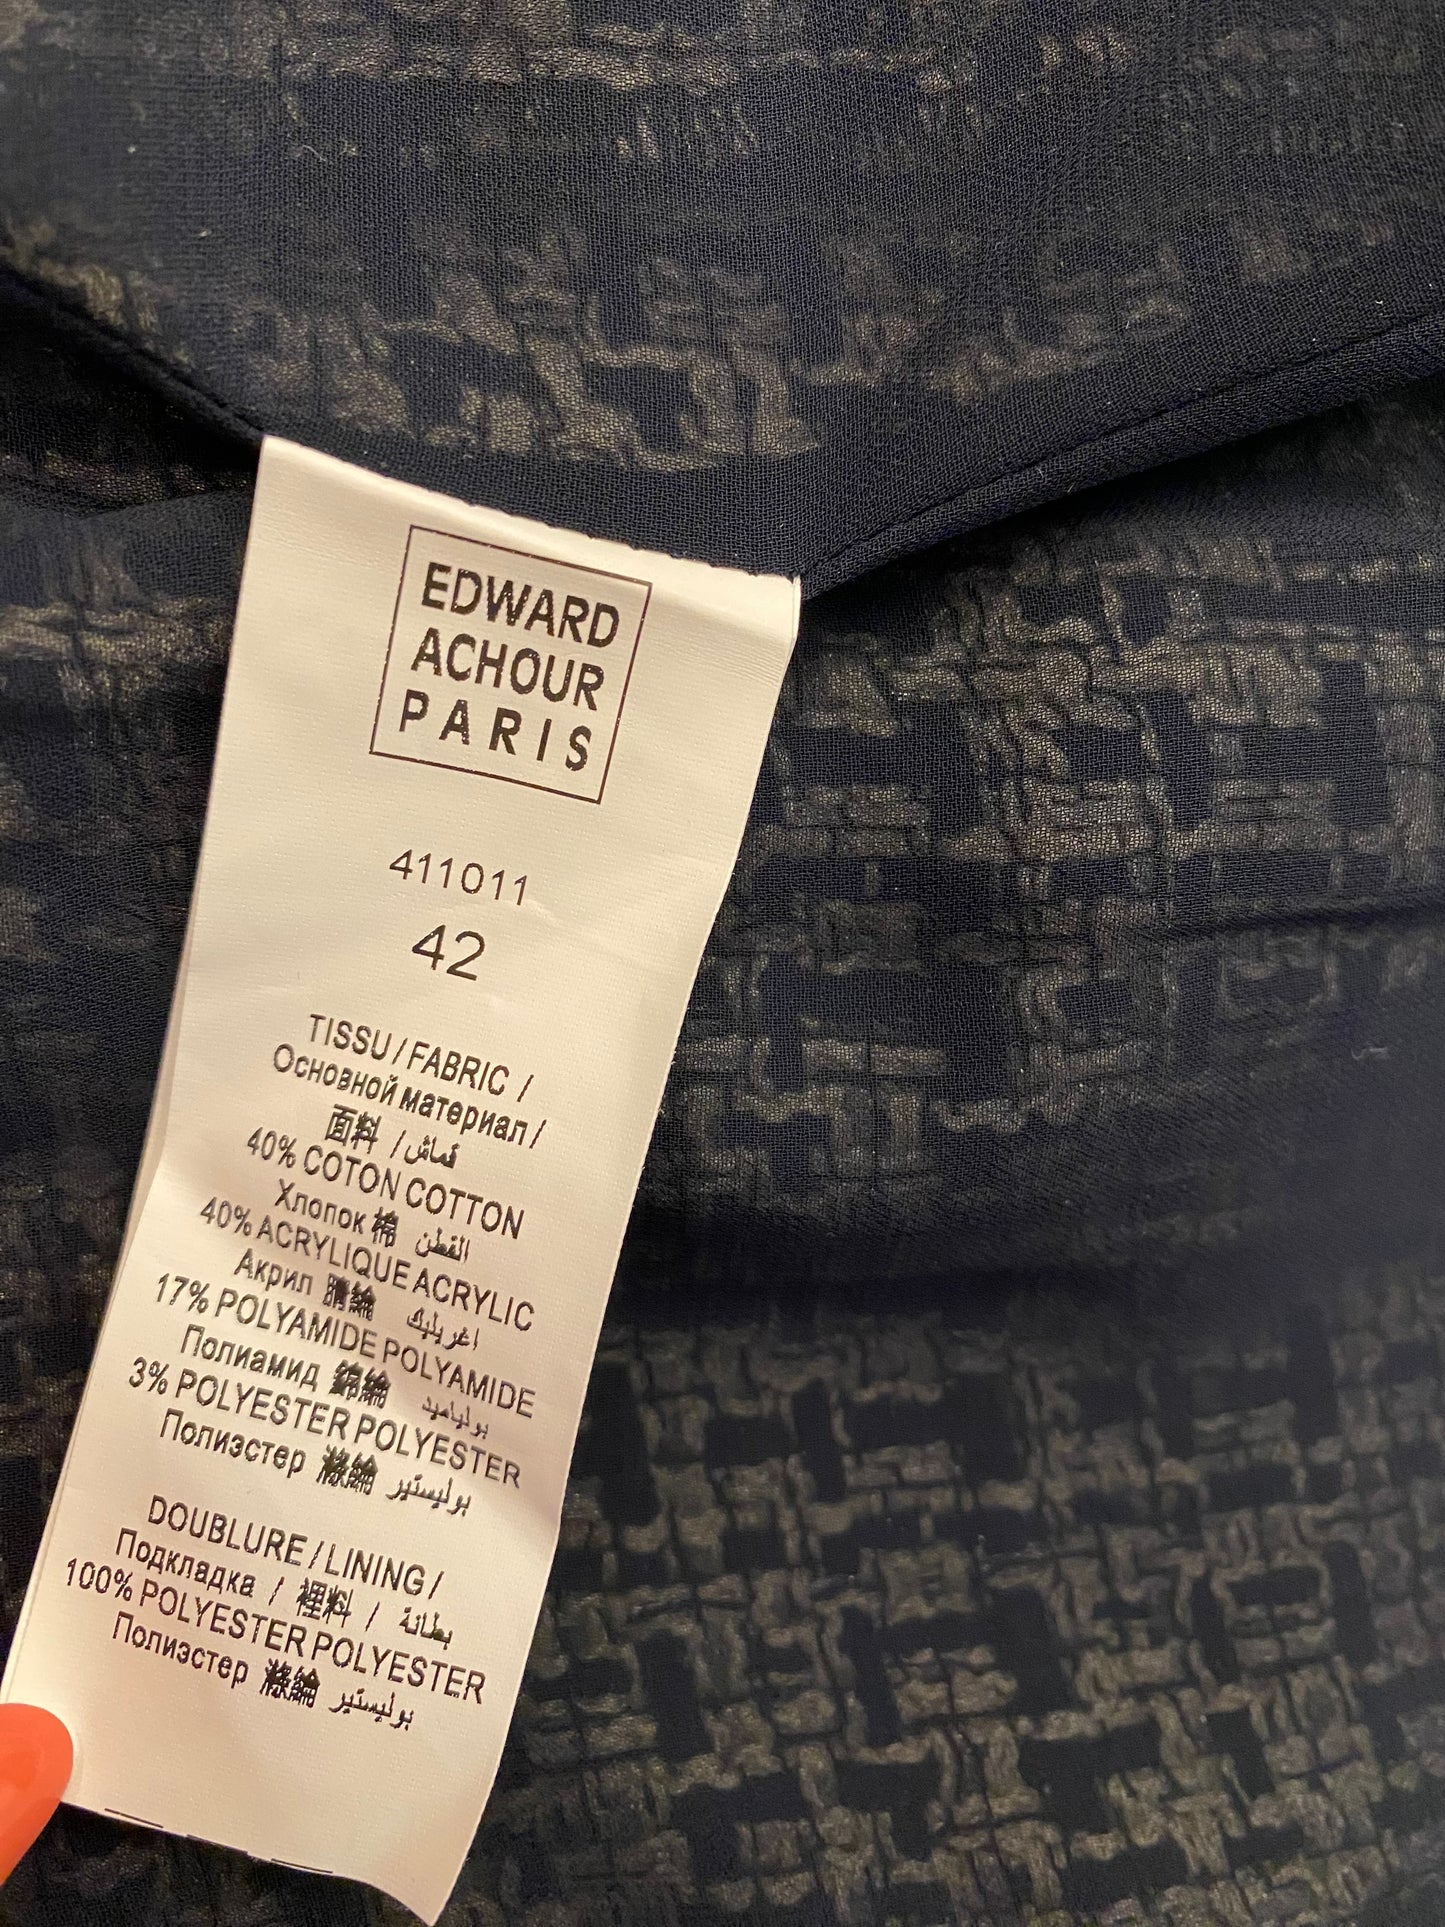 EDWARD
ACHOUR
PARIS
411011
42
TISSU / FABRIC /
Основной материал /
面料 / قماش
40% COTON COTTON
Хлопок 棉 القطن
40% ACRYLIQUE ACRYLIC
Акрил 腈綸 اغريليك
17% POLYAMIDE POLYAMIDE
Полиамид 錦綸 بولياميد
3% POLYESTER POLYESTER
Полиэстер 滌綸 بوليستير
DOUBLURE / LINING /
Подкладка / 裡料 / بطانة
100% POLYESTER POLYESTER
Полиэстер 滌綸 بوليستير